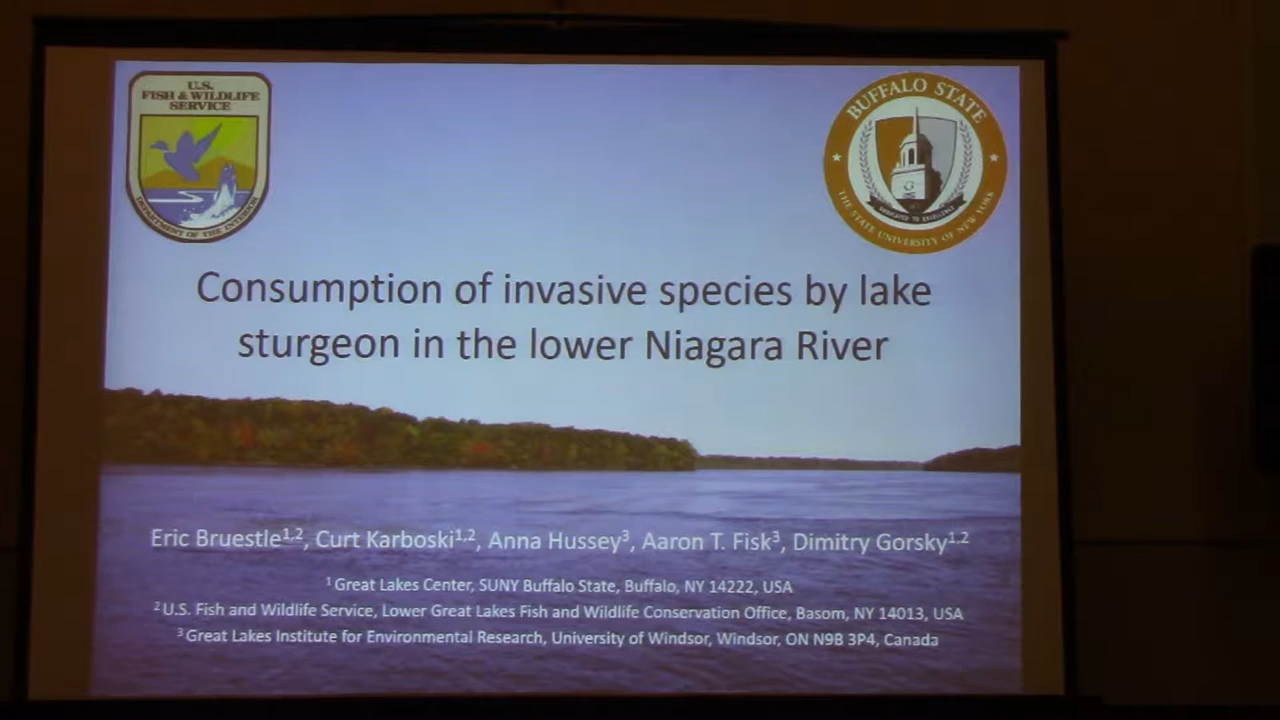 U.S.
FISH & WILDLIFE
SERVICE
DEPARTMENT OF THE INTERIOR
BUFFALO STATE
DEDICATED TO EXCELLENCE
THE STATE UNIVERSITY OF NEW YORK
Consumption of invasive species by lake
sturgeon in the lower Niagara River
Eric Bruestle1,2, Curt Karboski1,2, Anna Hussey3, Aaron T. Fisk3, Dimitry Gorsky1,2
1 Great Lakes Center, SUNY Buffalo State, Buffalo, NY 14222, USA
2 U.S. Fish and Wildlife Service, Lower Great Lakes Fish and Wildlife Conservation Office, Basom, NY 14013, USA
3 Great Lakes Institute for Environmental Research, University of Windsor, Windsor, ON N9B 3P4, Canada